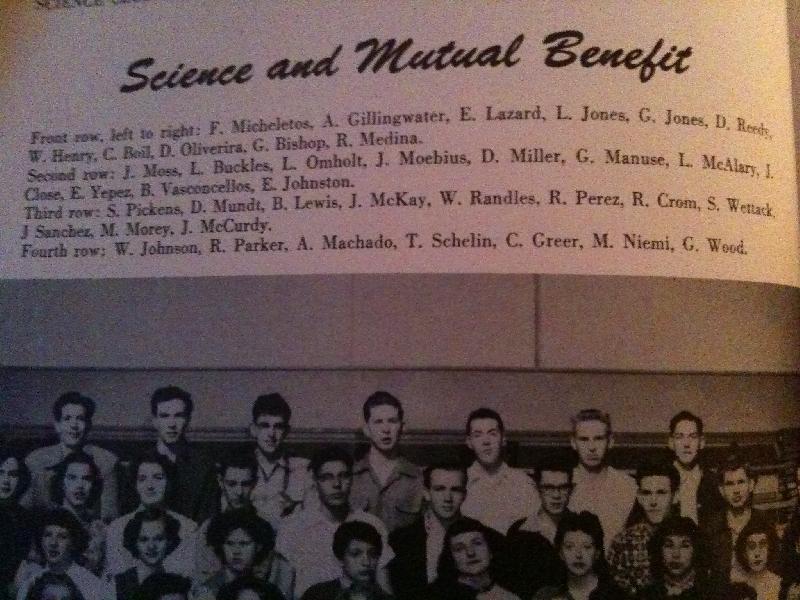 SCIENCE
Science and Mutual Benefit
Front row, left to right: F. Micheletos, A. Gillingwater, E. Lazard, L. Jones, G. Jones, D. Reedy,
W. Henry, C. Boil, D. Oliverira, G. Bishop, R. Medina.
Second row: J. Moss, L. Buckles, L. Omholt, J. Moebius, D. Miller, G. Manuse, L. McAlary, J.
Close, E. Yepez, B. Vasconcellos, E. Johnston.
Third row: S. Pickens, D. Mundt, B. Lewis, J. McKay, W. Randles, R. Perez, R. Crom, S. Wettack,
J Sanchez, M. Morey, J. McCurdy.
Fourth row: W. Johnson, R. Parker, A. Machado, T. Schelin, C. Greer, M. Niemi, G. Wood.